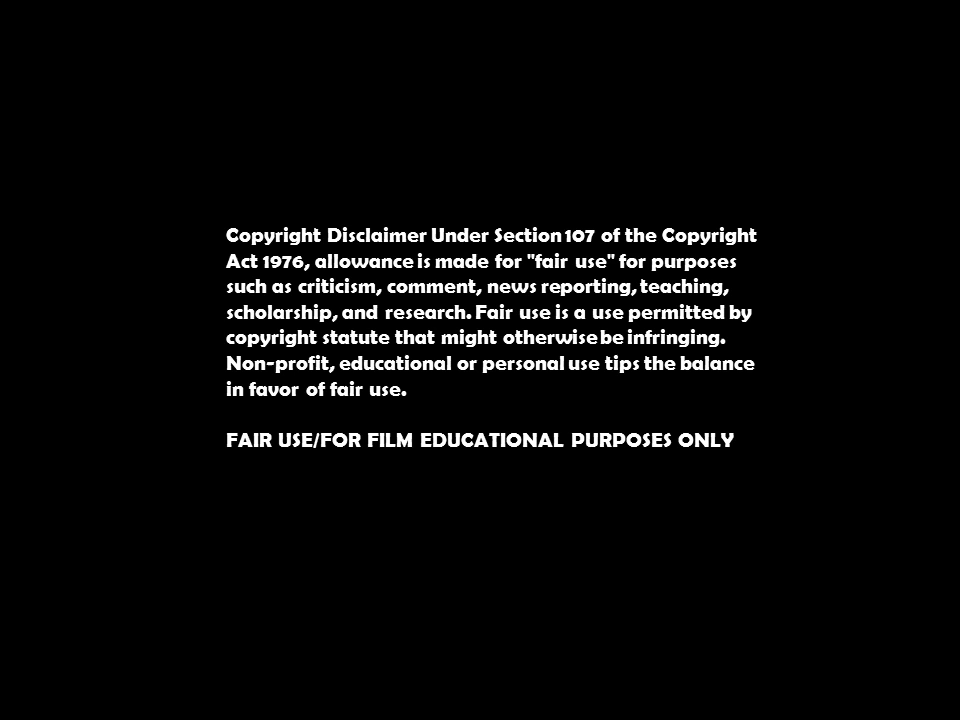 Copyright Disclaimer Under Section 107 of the Copyright
Act 1976, allowance is made for "fair use" for purposes
such as criticism, comment, news reporting, teaching,
scholarship, and research. Fair use is a use permitted by
copyright statute that might otherwise be infringing.
Non-profit, educational or personal use tips the balance
in favor of fair use.
FAIR USE/FOR FILM EDUCATIONAL PURPOSES ONLY